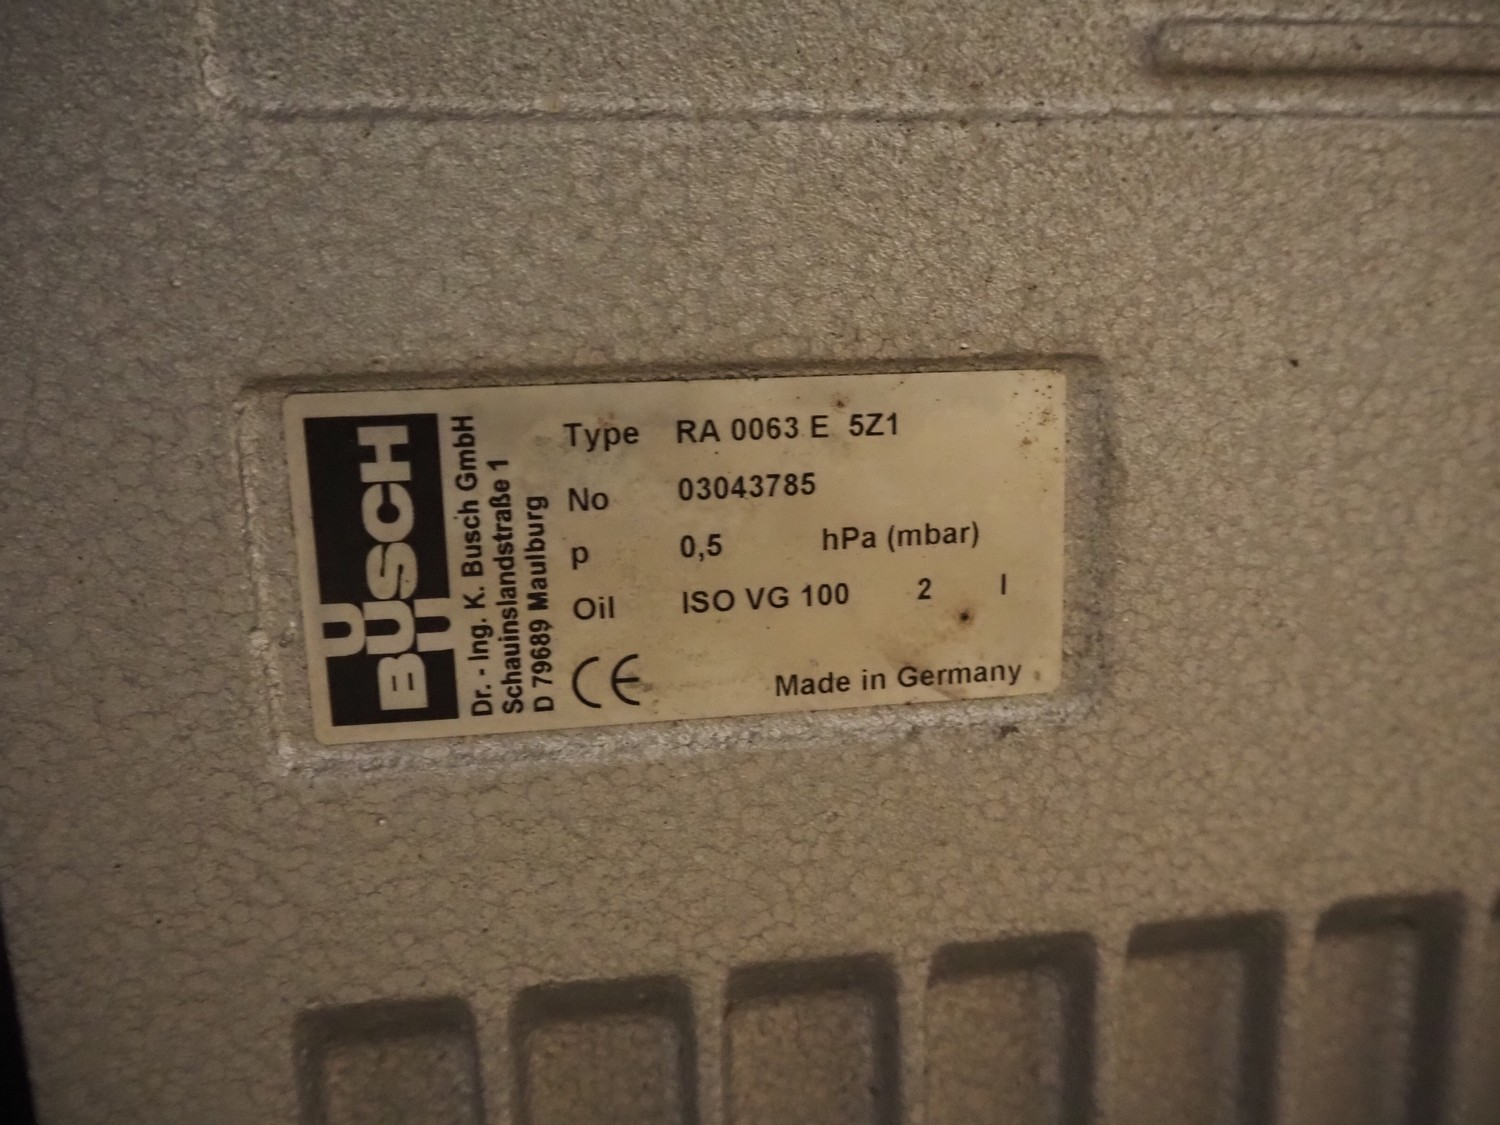 BUSCH
Dr. - Ing. K. Busch GmbH
Schauinslandstraße 1
D 79689 Maulburg
Type RA 0063 E 5Z1
No 03043785
p 0,5 hPa (mbar)
Oil ISO VG 100 2 l
CE Made in Germany